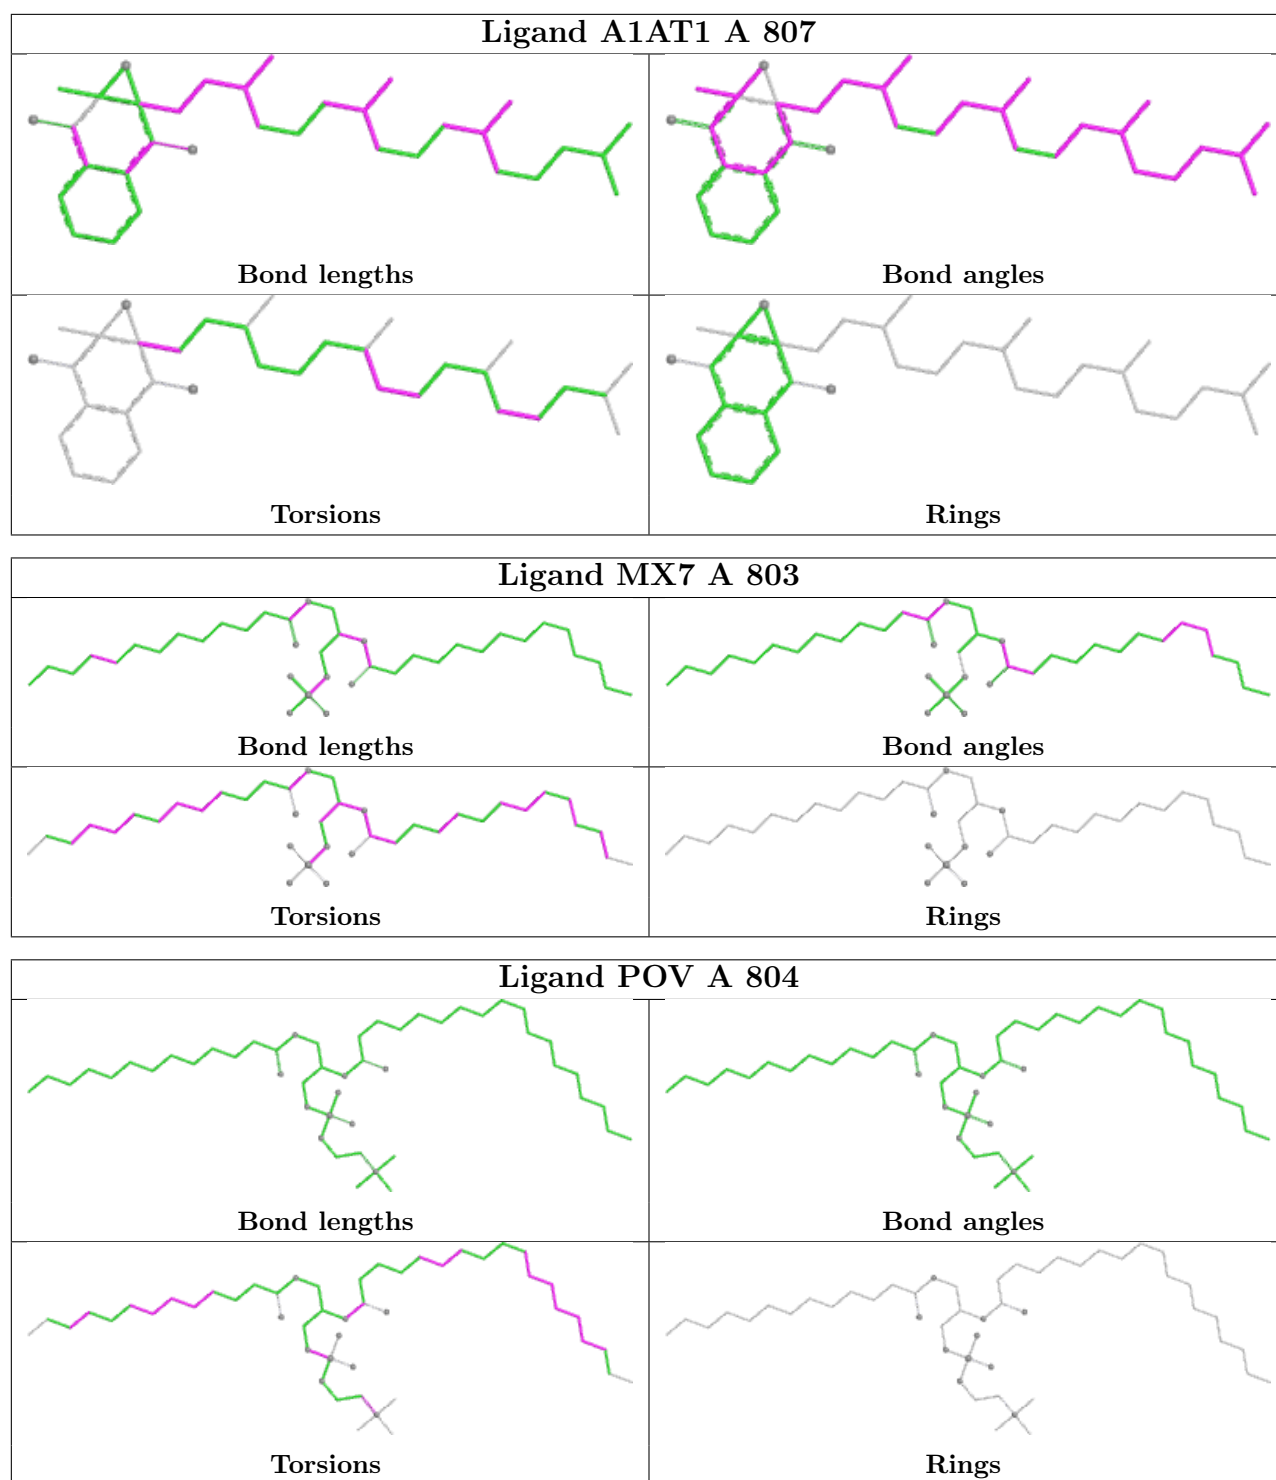 Ligand A1AT1 A 807
Bond lengths
Bond angles
Torsions
Rings
Ligand MX7 A 803
Bond lengths
Bond angles
Torsions
Rings
Ligand POV A 804
Bond lengths
Bond angles
Torsions
Rings